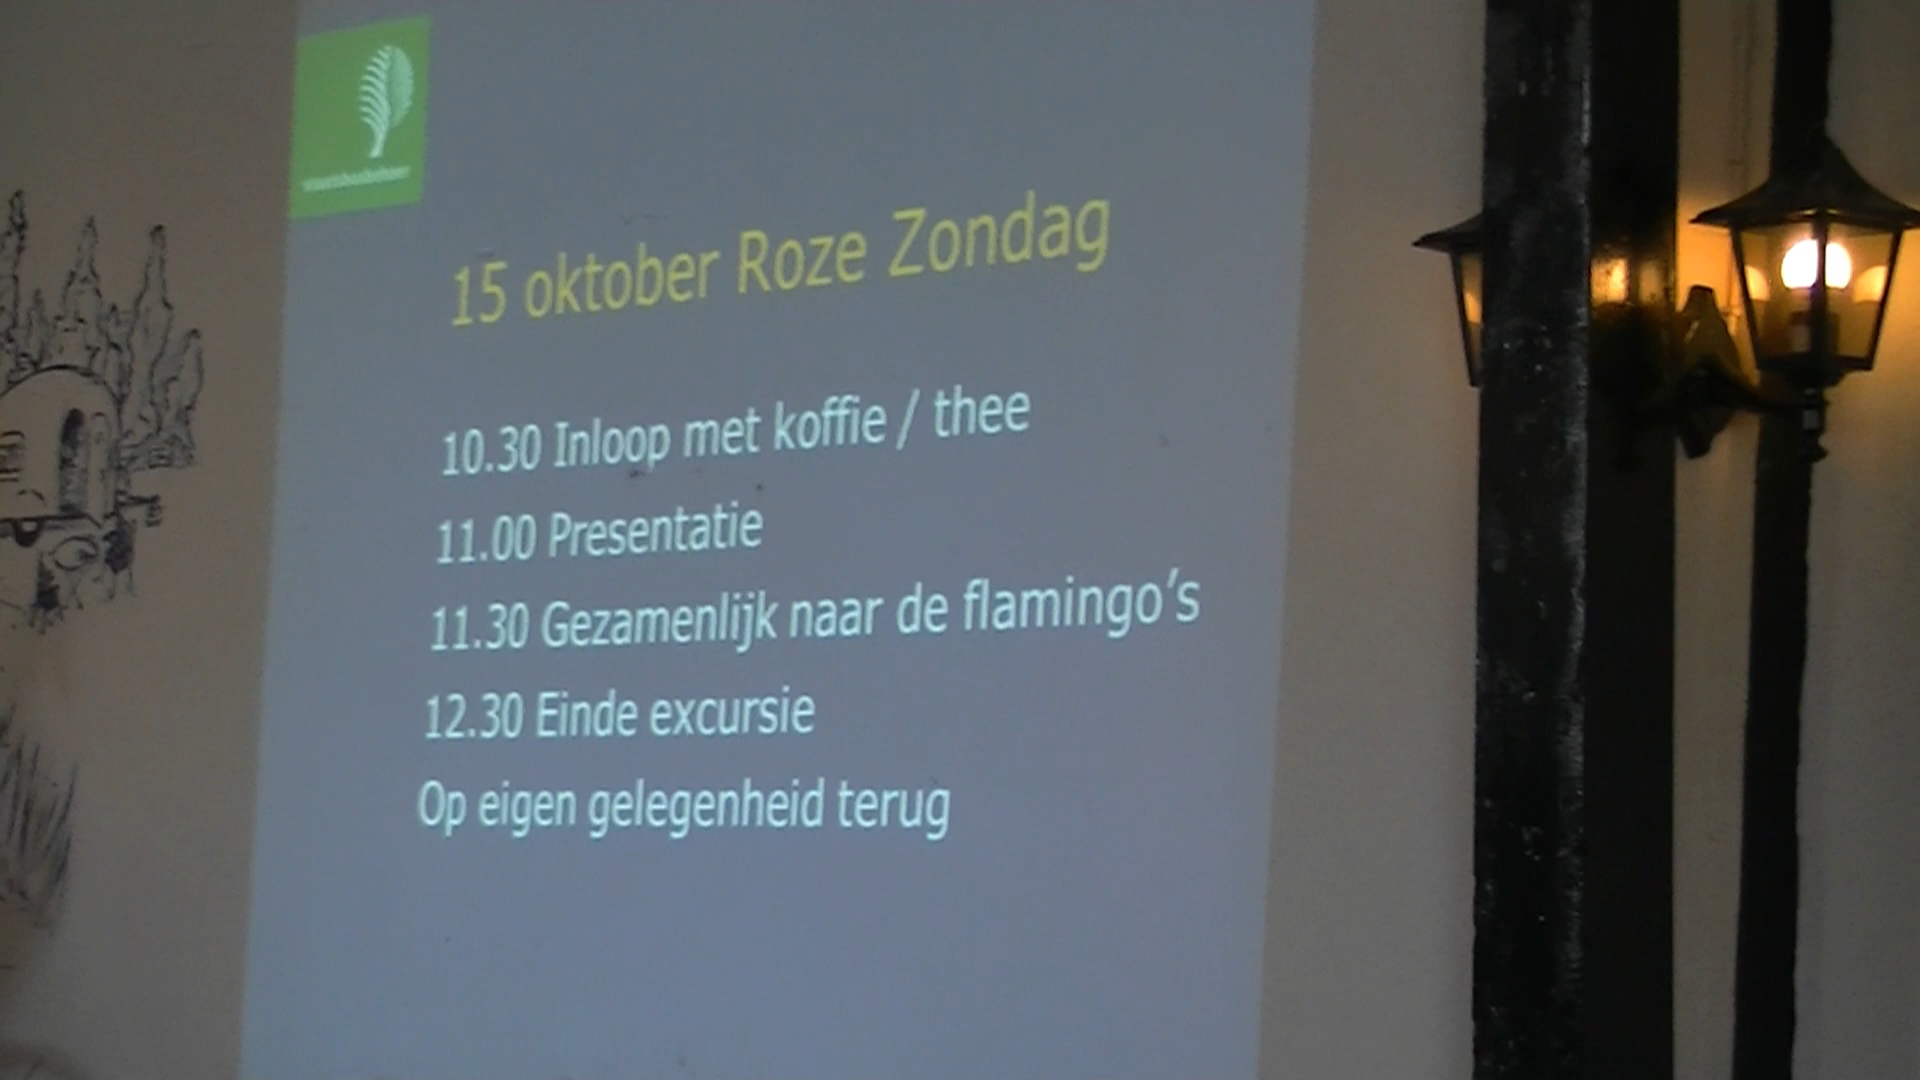 15 oktober Roze Zondag
10.30 Inloop met koffie / thee
11.00 Presentatie
11.30 Gezamenlijk naar de flamingo's
12.30 Einde excursie
Op eigen gelegenheid terug